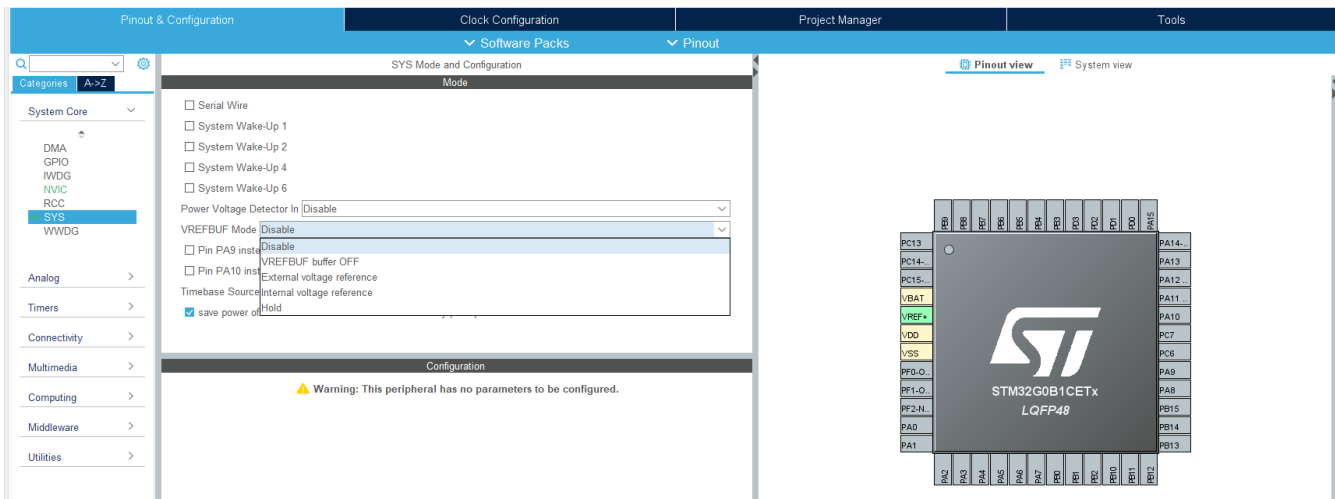 Pinout & Configuration
Clock Configuration
Project Manager
Tools
Software Packs
Pinout
SYS Mode and Configuration
Pinout view
System view
Categories
A->Z
Mode
System Core
DMA
GPIO
IWDG
NVIC
RCC
SYS
WWDG
Analog
Timers
Connectivity
Multimedia
Computing
Middleware
Utilities
Serial Wire
System Wake-Up 1
System Wake-Up 2
System Wake-Up 4
System Wake-Up 6
Power Voltage Detector In Disable
VREFBUF Mode Disable
Disable
VREFBUF buffer OFF
External voltage reference
Internal voltage reference
Hold
Pin PA9 inste
Pin PA10 inst
Timebase Source
save power of
Configuration
Warning: This peripheral has no parameters to be configured.
PB9
PB8
PB7
PB6
PB5
PB4
PB3
PD3
PD2
PD1
PD0
PA15
PC13
PC14-..
PC15-..
VBAT
VREF+
VDD
VSS
PF0-O..
PF1-O..
PF2-N..
PA0
PA1
PA14-..
PA13
PA12 ..
PA11 ..
PA10
PC7
PC6
PA9
PA8
PB15
PB14
PB13
ST
STM32G0B1CETx
LQFP48
PA2
PA3
PA4
PA5
PA6
PA7
PB0
PB1
PB2
PB10
PB11
PB12